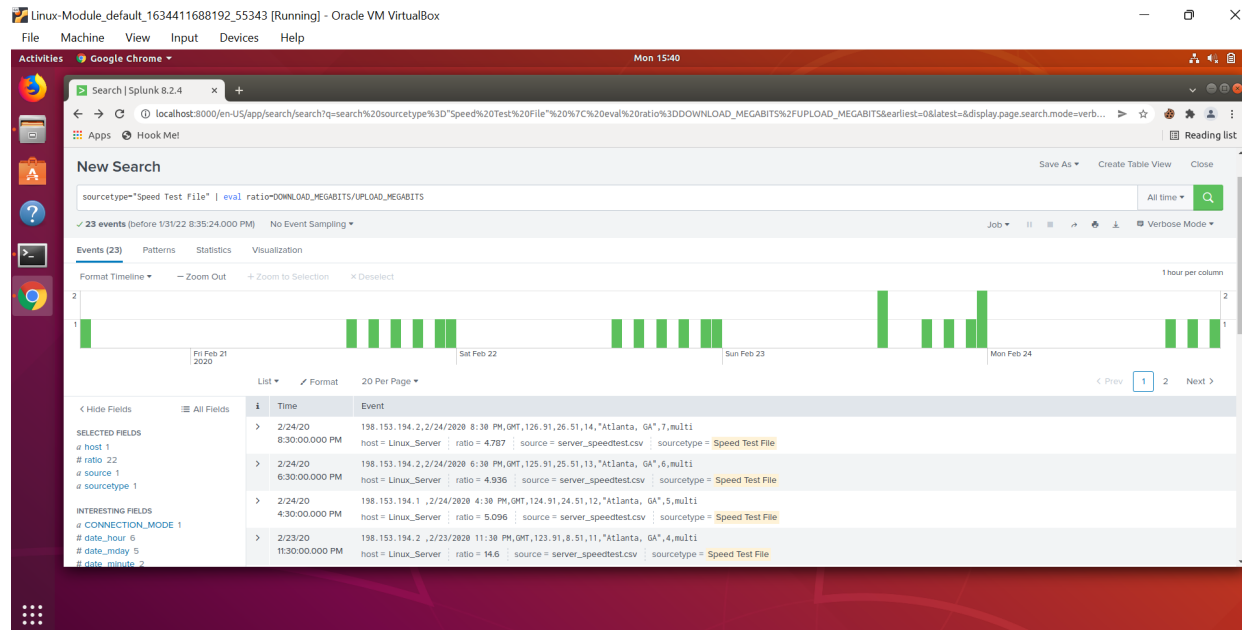 Linux-Module_default_1634411688192_55343 [Running] - Oracle VM VirtualBox
File Machine View Input Devices Help
Activities Google Chrome ▾ Mon 15:40
Search | Splunk 8.2.4
localhost:8000/en-US/app/search/search?q=search%20sourcetype%3D"Speed%20Test%20File"%20%7C%20eval%20ratio%3DDOWNLOAD_MEGABITS%2FUPLOAD_MEGABITS&earliest=0&latest=&display.page.search.mode=verb...
Apps Hook Me! Reading list
New Search Save As ▾ Create Table View Close
sourcetype="Speed Test File" | eval ratio=DOWNLOAD_MEGABITS/UPLOAD_MEGABITS All time ▾
✓ 23 events (before 1/31/22 8:35:24.000 PM) No Event Sampling ▾ Job ▾ Verbose Mode ▾
Events (23) Patterns Statistics Visualization
Format Timeline ▾ — Zoom Out + Zoom to Selection × Deselect 1 hour per column
2 2
1 1
Fri Feb 21 Sat Feb 22 Sun Feb 23 Mon Feb 24
2020
List ▾ Format 20 Per Page ▾ < Prev 1 2 Next >
< Hide Fields All Fields i Time Event
SELECTED FIELDS
a host 1
# ratio 22
a source 1
a sourcetype 1
INTERESTING FIELDS
a CONNECTION_MODE 1
# date_hour 6
# date_mday 5
# date_minute 2
> 2/24/20 198.153.194.2,2/24/2020 8:30 PM,GMT,126.91,26.51,14,"Atlanta, GA",7,multi
8:30:00.000 PM host = Linux_Server ratio = 4.787 source = server_speedtest.csv sourcetype = Speed Test File
> 2/24/20 198.153.194.2,2/24/2020 6:30 PM,GMT,125.91,25.51,13,"Atlanta, GA",6,multi
6:30:00.000 PM host = Linux_Server ratio = 4.936 source = server_speedtest.csv sourcetype = Speed Test File
> 2/24/20 198.153.194.1 ,2/24/2020 4:30 PM,GMT,124.91,24.51,12,"Atlanta, GA",5,multi
4:30:00.000 PM host = Linux_Server ratio = 5.096 source = server_speedtest.csv sourcetype = Speed Test File
> 2/23/20 198.153.194.2 ,2/23/2020 11:30 PM,GMT,123.91,8.51,11,"Atlanta, GA",4,multi
11:30:00.000 PM host = Linux_Server ratio = 14.6 source = server_speedtest.csv sourcetype = Speed Test File